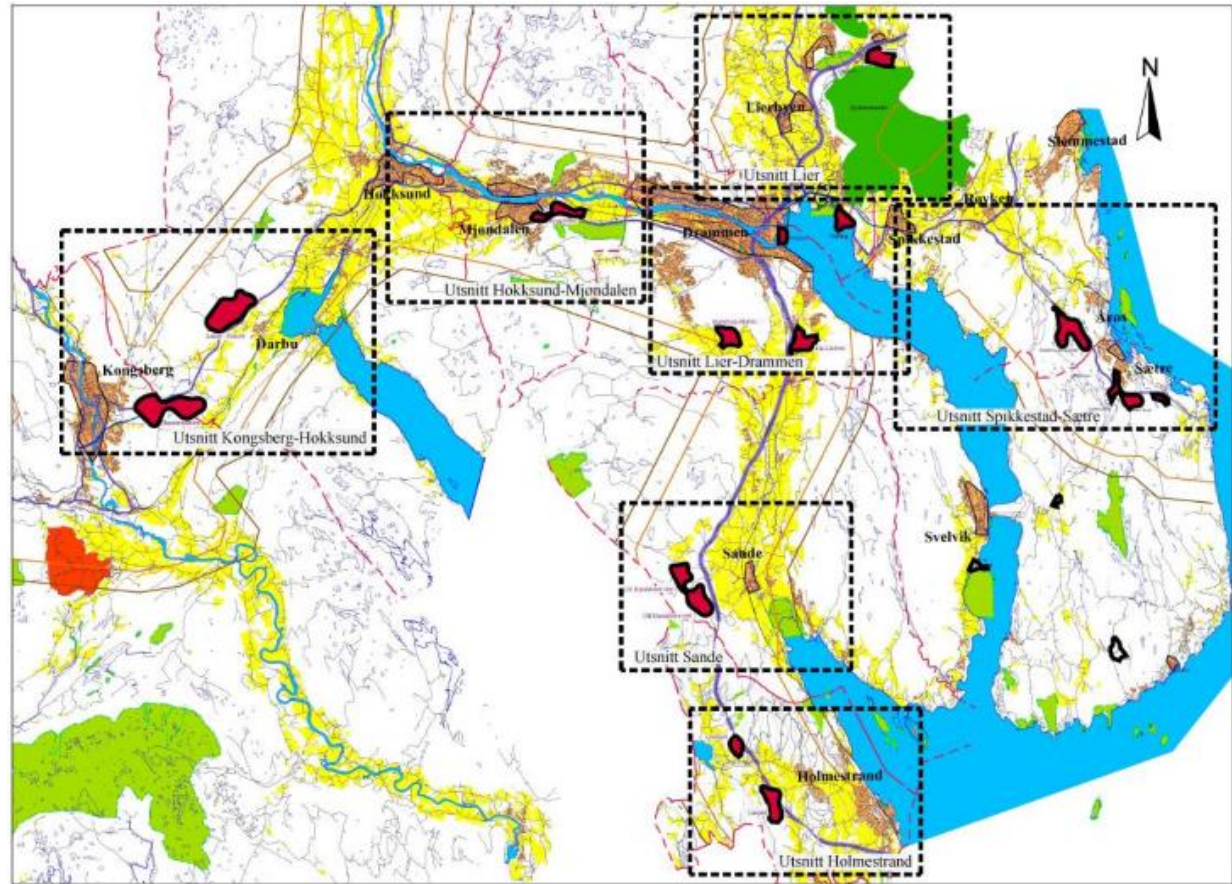 N
Lierbyen
Slemmestad
Utsnitt Lier
Hokksund
Røyken
Mjøndalen
Drammen
Spikkestad
Utsnitt Hokksund-Mjøndalen
Darbu
Åros
Utsnitt Lier-Drammen
Kongsberg
Sætre
Utsnitt Spikkestad-Sætre
Utsnitt Kongsberg-Hokksund
Svelvik
Sande
Utsnitt Sande
Holmestrand
Utsnitt Holmestrand